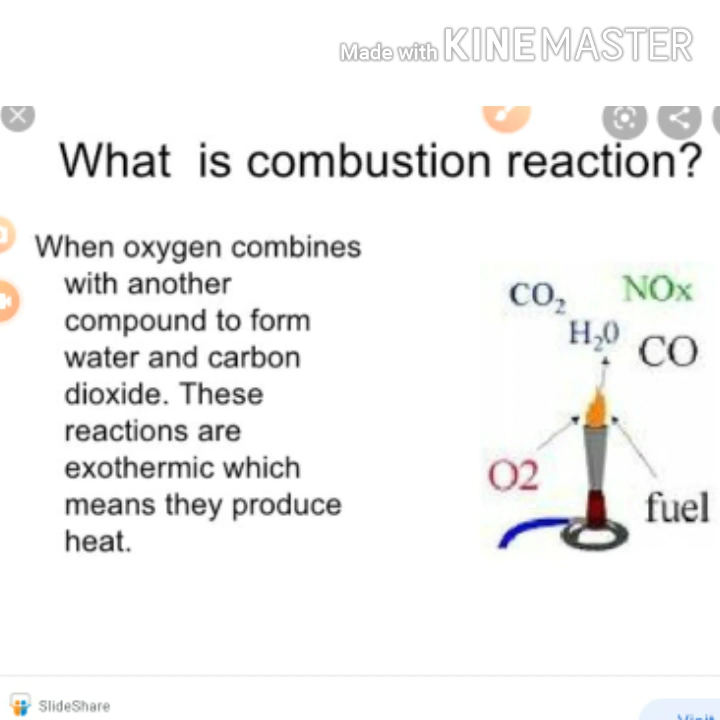 Made with KINEMASTER
What is combustion reaction?
When oxygen combines
with another
compound to form
water and carbon
dioxide. These
reactions are
exothermic which
means they produce
heat.
CO₂ NOx
H₂0 CO
O2
fuel
SlideShare